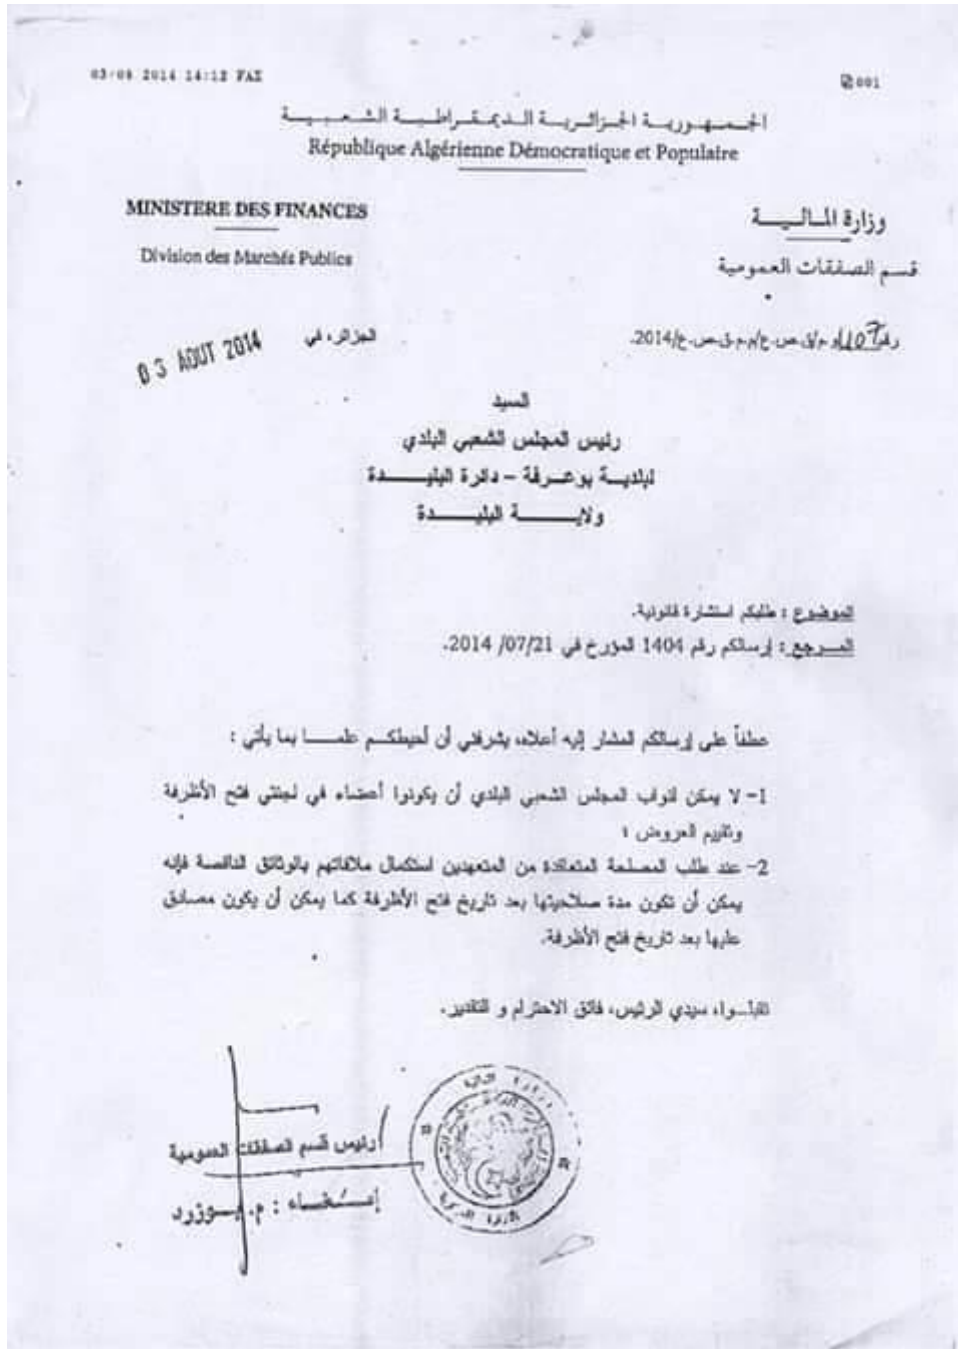 03/08 2014 14:12 FAX
001
الجمهورية الجزائرية الديمقراطية الشعبية
République Algérienne Démocratique et Populaire
MINISTERE DES FINANCES
وزارة المالية
Division des Marchés Publics
قسم الصفقات العمومية
رقم 1107/و.م/ق.ص.ع/م.م.ق.ص.ع/2014.
الجزائر، في 03 AOUT 2014
السيد
رئيس المجلس الشعبي البلدي
لبلدية بوعرفة – دائرة البليدة
ولاية البليدة
الموضوع : طلبكم استشارة قانونية.
المرجع : إرسالكم رقم 1404 المؤرخ في 07/21/ 2014.
عطفاً على إرسالكم المشار إليه أعلاه، يشرفني أن أحيطكم علما بما يأتي :
1- لا يمكن لنواب المجلس الشعبي البلدي أن يكونوا أعضاء في لجنتي فتح الأظرفة
وتقييم العروض ؛
2- عند طلب المصلحة المتعاقدة من المتعهدين استكمال ملافاتهم بالوثائق الناقصة فإنه
يمكن أن تكون مدة صلاحيتها بعد تاريخ فتح الأظرفة كما يمكن أن يكون مصادق
عليها بعد تاريخ فتح الأظرفة.
تقبلوا، سيدي الرئيس، فائق الاحترام و التقدير.
رئيس قسم الصفقات العمومية
إمضاء : م. بوزرد
وزارة المالية